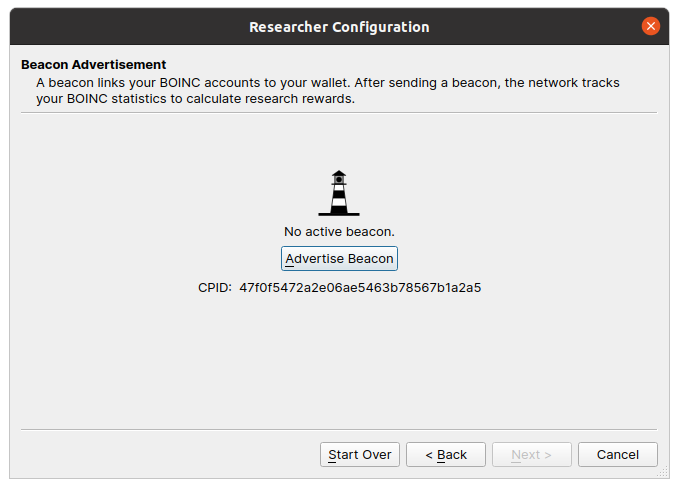 Researcher Configuration
Beacon Advertisement
A beacon links your BOINC accounts to your wallet. After sending a beacon, the network tracks
your BOINC statistics to calculate research rewards.
No active beacon.
Advertise Beacon
CPID: 47f0f5472a2e06ae5463b78567b1a2a5
Start Over
< Back
Next >
Cancel